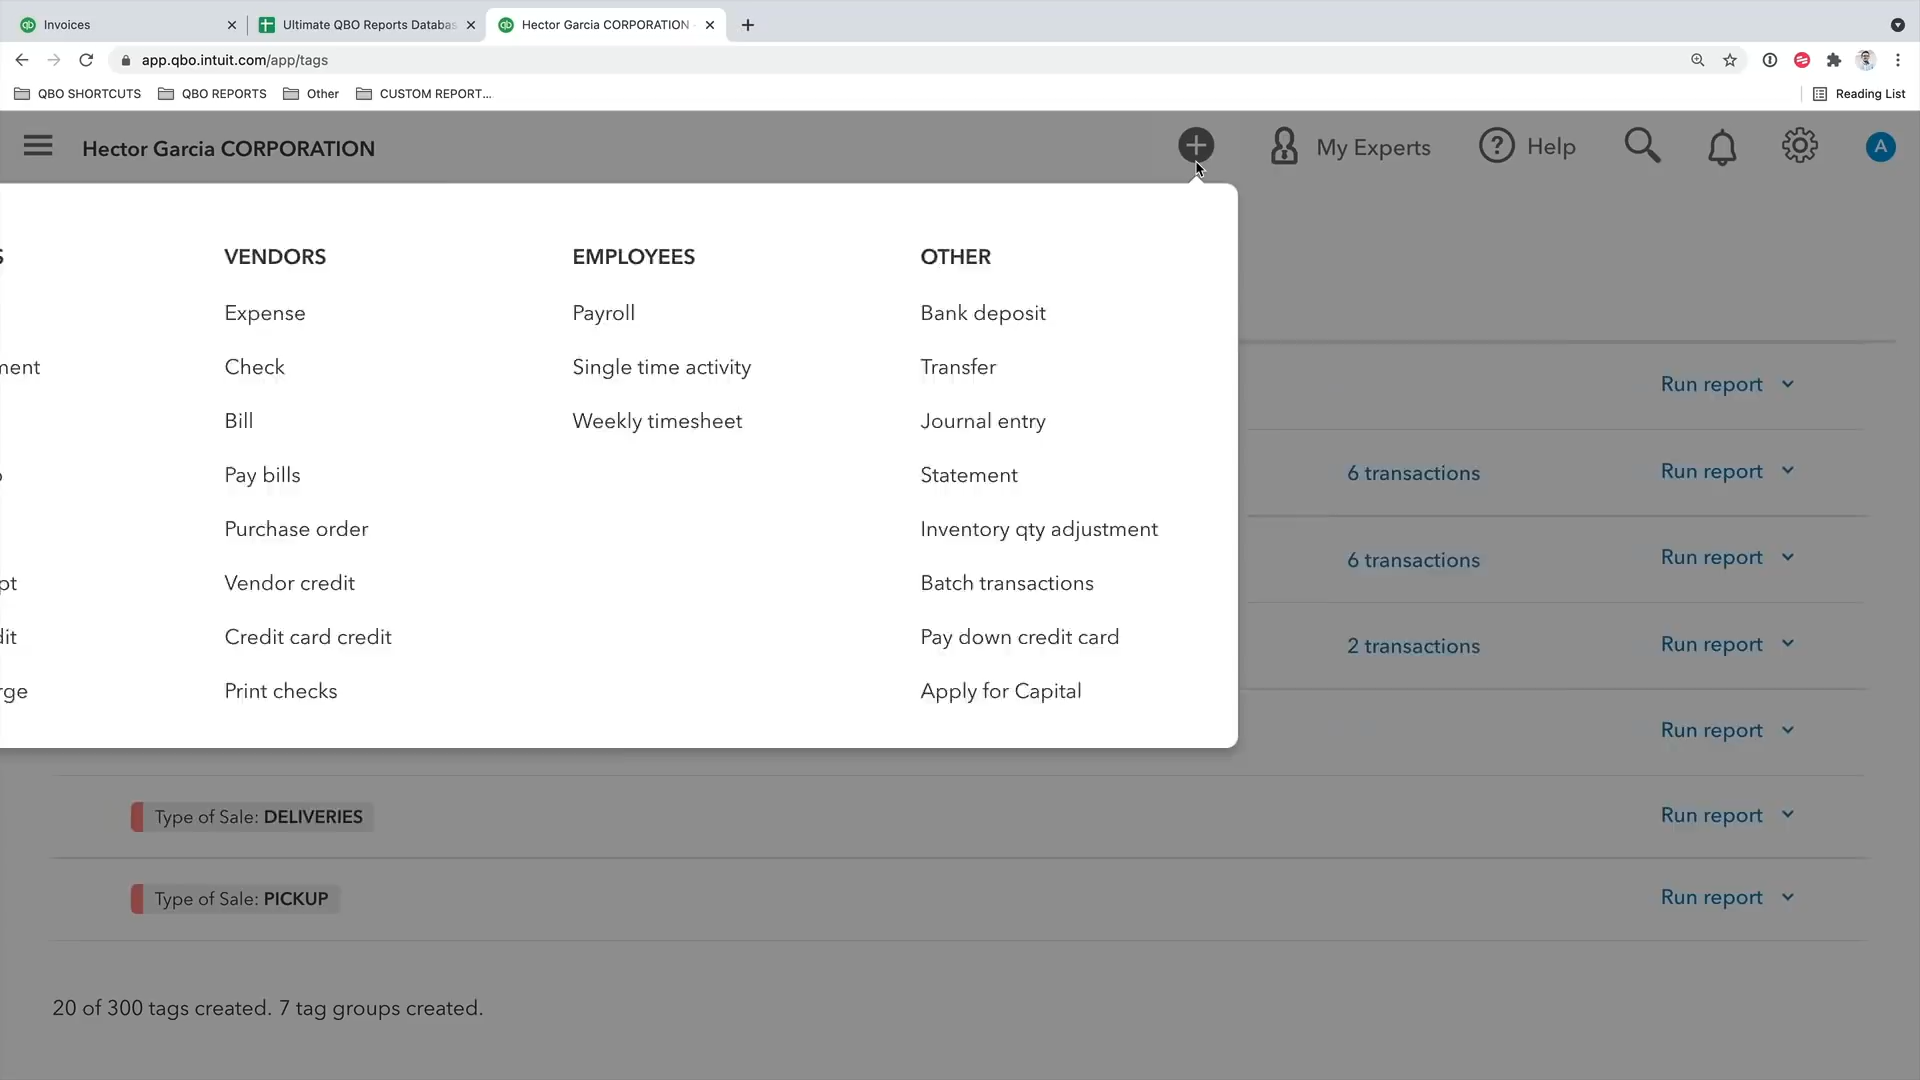 Invoices
Ultimate QBO Reports Databas
Hector Garcia CORPORATION
app.qbo.intuit.com/app/tags
QBO SHORTCUTS
QBO REPORTS
Other
CUSTOM REPORT...
Reading List
Hector Garcia CORPORATION
My Experts
Help
A
S
VENDORS
EMPLOYEES
OTHER
Expense
Payroll
Bank deposit
ment
Check
Single time activity
Transfer
Bill
Weekly timesheet
Journal entry
Pay bills
Statement
Purchase order
Inventory qty adjustment
pt
Vendor credit
Batch transactions
dit
Credit card credit
Pay down credit card
rge
Print checks
Apply for Capital
Run report
6 transactions
Run report
6 transactions
Run report
2 transactions
Run report
Run report
Type of Sale: DELIVERIES
Run report
Type of Sale: PICKUP
Run report
20 of 300 tags created. 7 tag groups created.